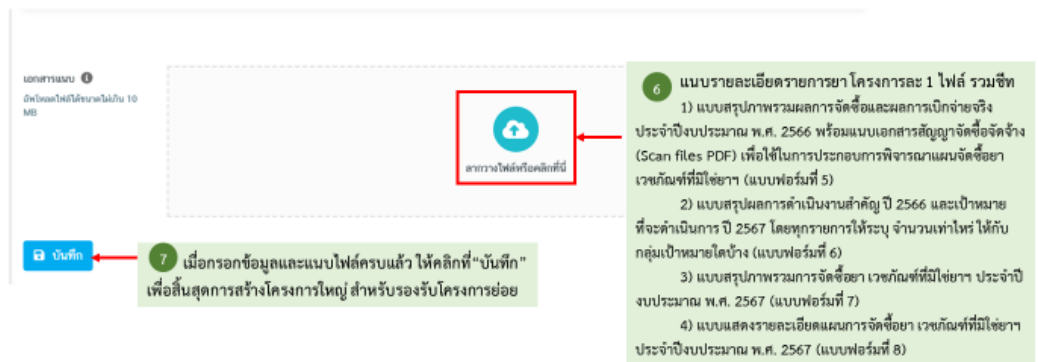 เอกสารแนบ
อัพโหลดไฟล์ได้ขนาดไม่เกิน 10
MB
ลากวางไฟล์หรือคลิกที่นี่
6 แนบรายละเอียดรายการยา โครงการละ 1 ไฟล์ รวมชีท
1) แบบสรุปภาพรวมผลการจัดซื้อและผลการเบิกจ่ายจริง
ประจำปีงบประมาณ พ.ศ. 2566 พร้อมแนบเอกสารสัญญาจัดซื้อจัดจ้าง
(Scan files PDF) เพื่อใช้ในการประกอบการพิจารณาแผนจัดซื้อยา
เวชภัณฑ์ที่มิใช่ยาฯ (แบบฟอร์มที่ 5)
2) แบบสรุปผลการดำเนินงานสำคัญ ปี 2566 และเป้าหมาย
ที่จะดำเนินการ ปี 2567 โดยทุกรายการให้ระบุ จำนวนเท่าไหร่ ให้กับ
กลุ่มเป้าหมายใดบ้าง (แบบฟอร์มที่ 6)
3) แบบสรุปภาพรวมการจัดซื้อยา เวชภัณฑ์ที่มิใช่ยาฯ ประจำปี
งบประมาณ พ.ศ. 2567 (แบบฟอร์มที่ 7)
4) แบบแสดงรายละเอียดแผนการจัดซื้อยา เวชภัณฑ์ที่มิใช่ยาฯ
ประจำปีงบประมาณ พ.ศ. 2567 (แบบฟอร์มที่ 8)
บันทึก
7 เมื่อกรอกข้อมูลและแนบไฟล์ครบแล้ว ให้คลิกที่ "บันทึก"
เพื่อสิ้นสุดการสร้างโครงการใหญ่ สำหรับรองรับโครงการย่อย